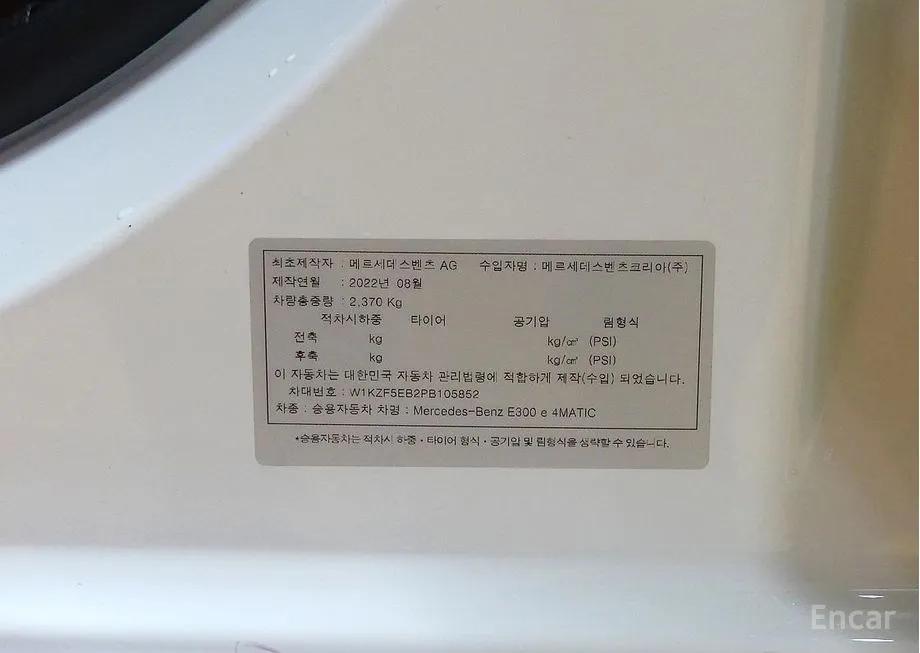 최초제작자 : 메르세데스벤츠 AG 수입자명 : 메르세데스벤츠코리아(주)
제작연월 : 2022년 08월
차량총중량 : 2,370 Kg
적차시하중 타이어 공기압 림형식
전축 kg kg/㎠ (PSI)
후축 kg kg/㎠ (PSI)
이 자동차는 대한민국 자동차 관리법령에 적합하게 제작(수입) 되었습니다.
차대번호 : W1KZF5EB2PB105852
차종 : 승용자동차 차명 : Mercedes-Benz E300 e 4MATIC
*승용자동차는 적차시 하중·타이어 형식·공기압 및 림형식을 생략할 수 있습니다.
Encar